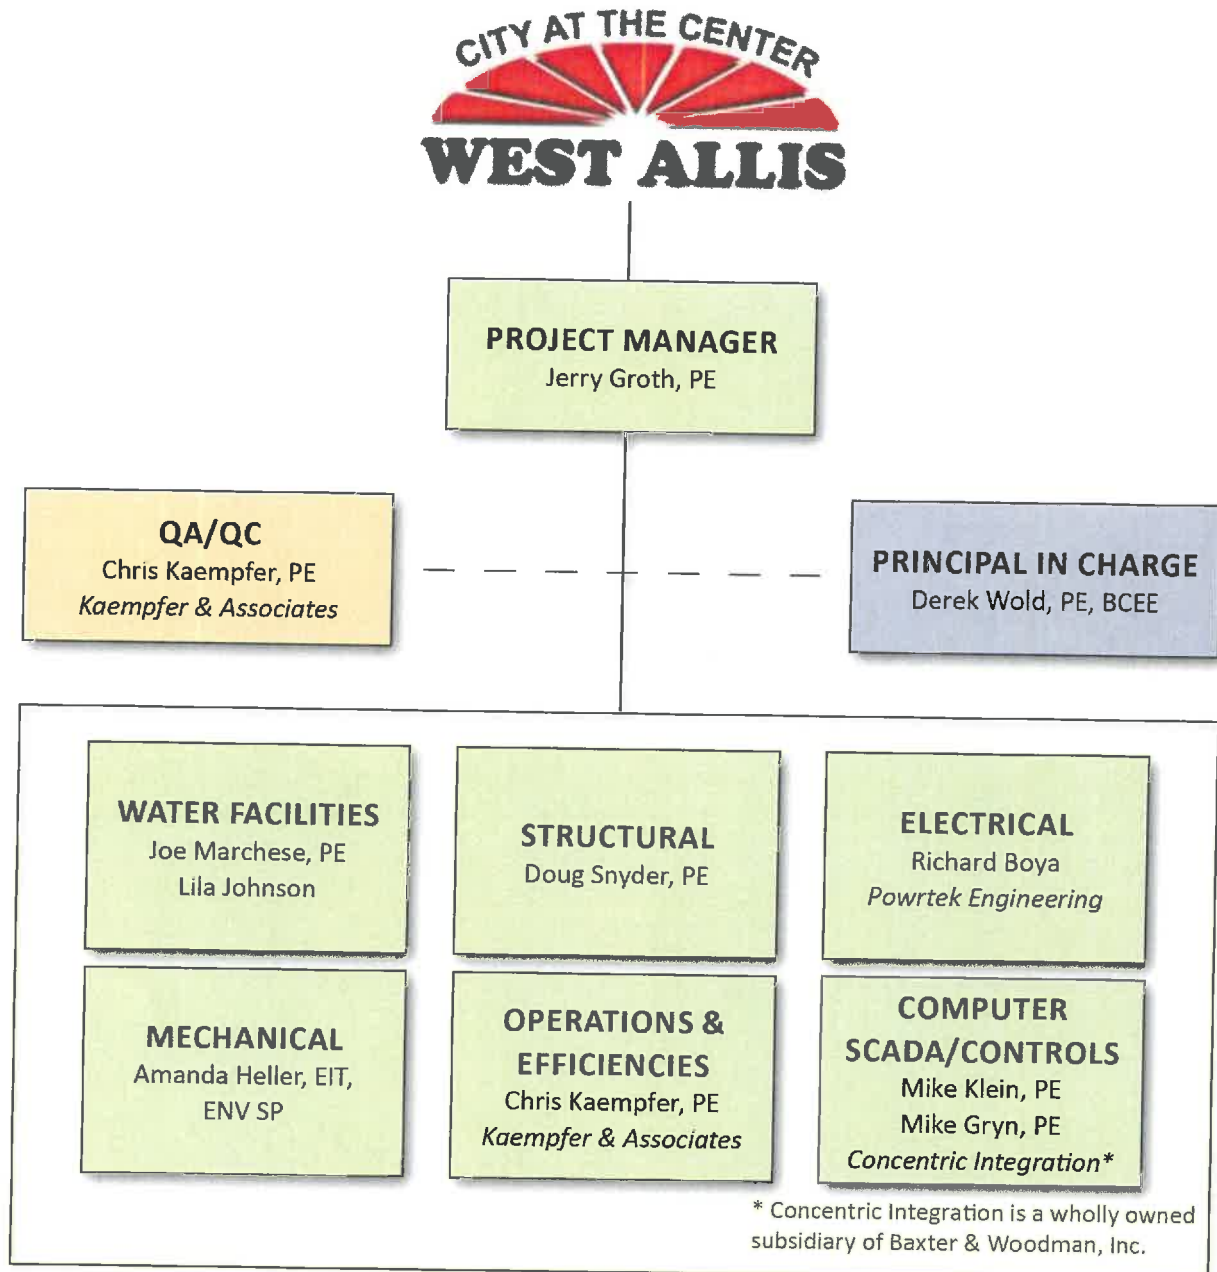 CITY AT THE CENTER
WEST ALLIS
PROJECT MANAGER
Jerry Groth, PE
QA/QC
Chris Kaempfer, PE
Kaempfer & Associates
PRINCIPAL IN CHARGE
Derek Wold, PE, BCEE
WATER FACILITIES
Joe Marchese, PE
Lila Johnson
STRUCTURAL
Doug Snyder, PE
ELECTRICAL
Richard Boya
Powrtek Engineering
MECHANICAL
Amanda Heller, EIT,
ENV SP
OPERATIONS &
EFFICIENCIES
Chris Kaempfer, PE
Kaempfer & Associates
COMPUTER
SCADA/CONTROLS
Mike Klein, PE
Mike Gryn, PE
Concentric Integration*
* Concentric Integration is a wholly owned
subsidiary of Baxter & Woodman, Inc.